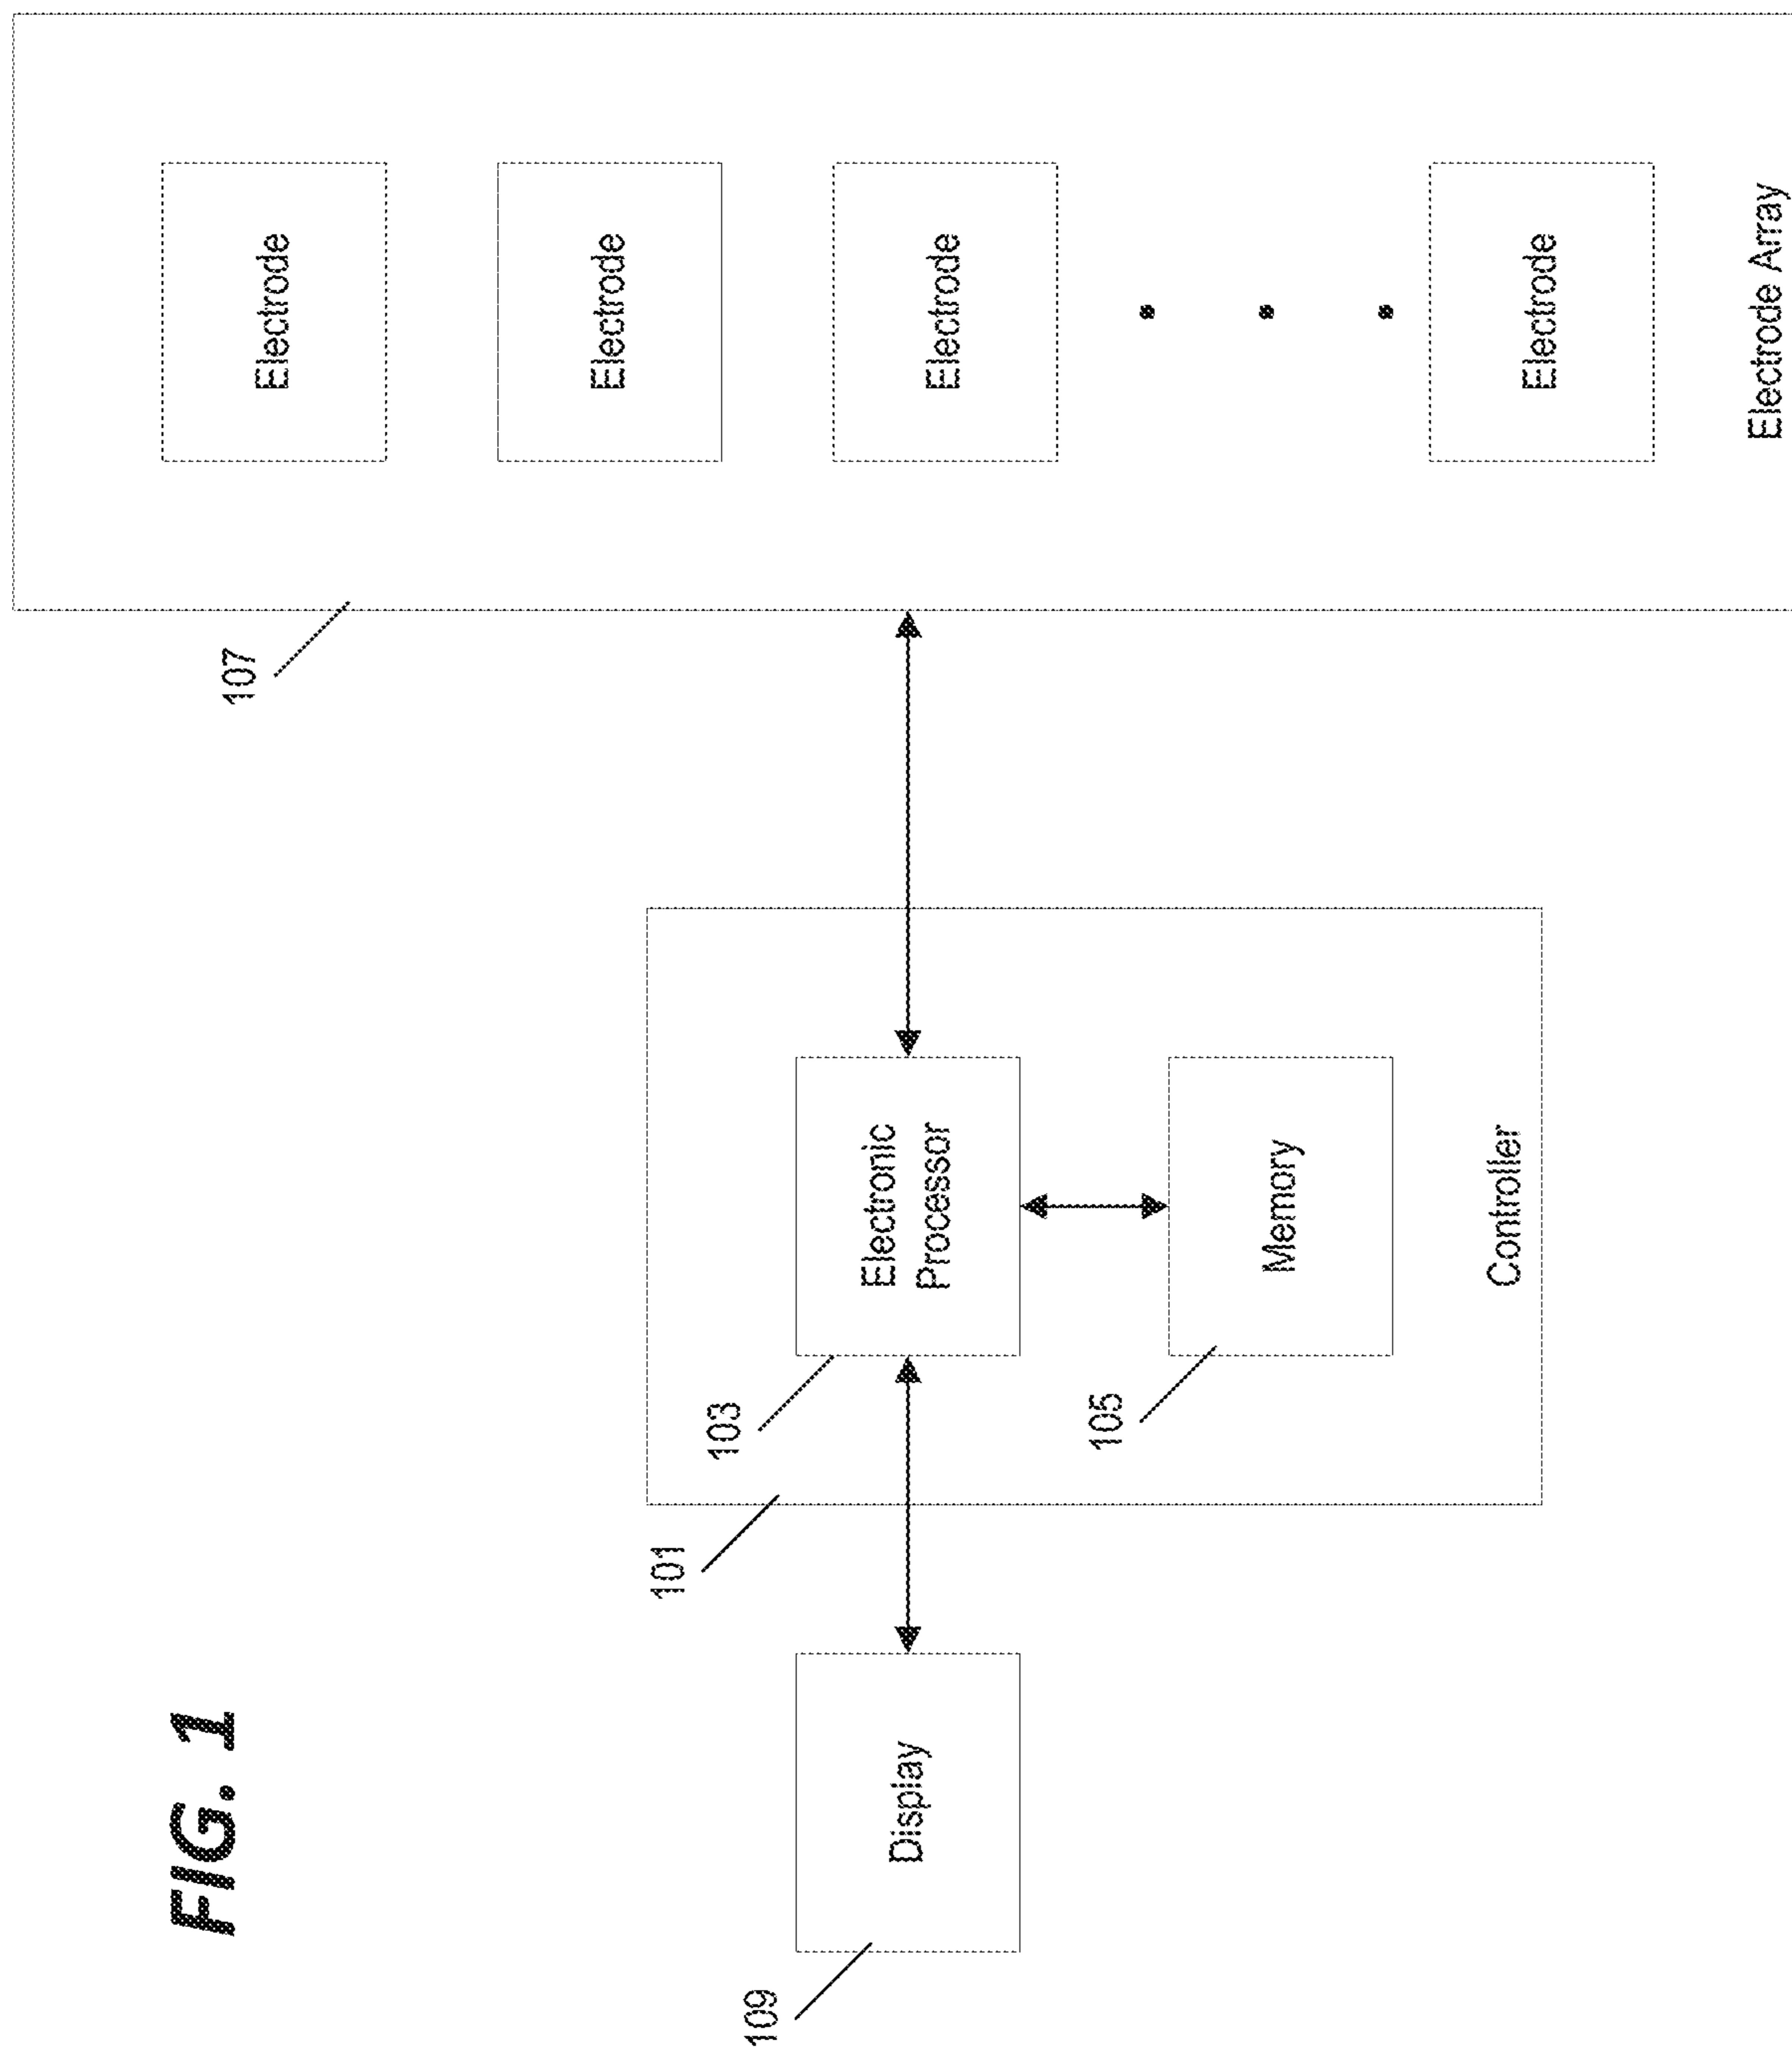 FIG. 1
109
Display
101
103
Electronic
Processor
105
Memory
Controller
107
Electrode
Electrode
Electrode
Electrode
Electrode Array